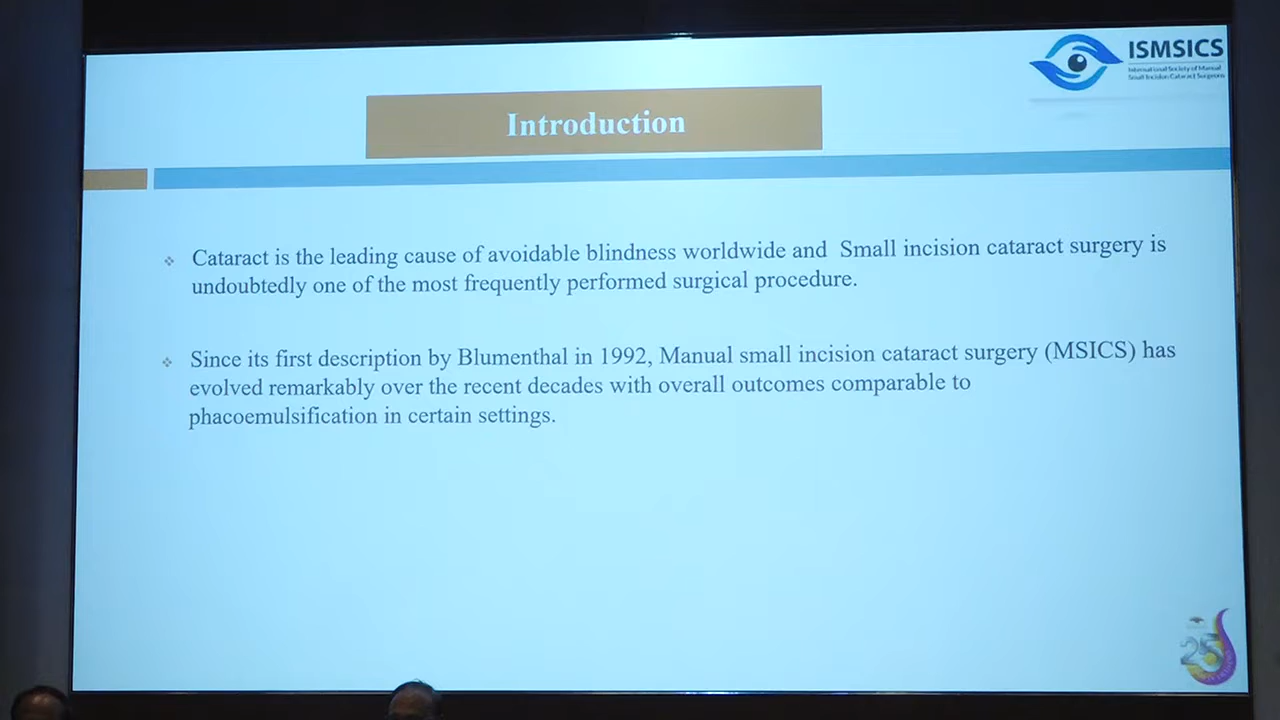 ISMSICS
International Society of Manual
Small Incision Cataract Surgeons
Introduction
Cataract is the leading cause of avoidable blindness worldwide and Small incision cataract surgery is
undoubtedly one of the most frequently performed surgical procedure.
Since its first description by Blumenthal in 1992, Manual small incision cataract surgery (MSICS) has
evolved remarkably over the recent decades with overall outcomes comparable to
phacoemulsification in certain settings.
25